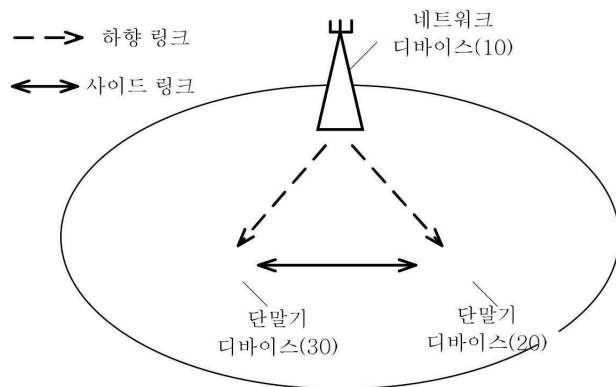 하향 링크
사이드 링크
네트워크
디바이스(10)
단말기
디바이스(30)
단말기
디바이스(20)